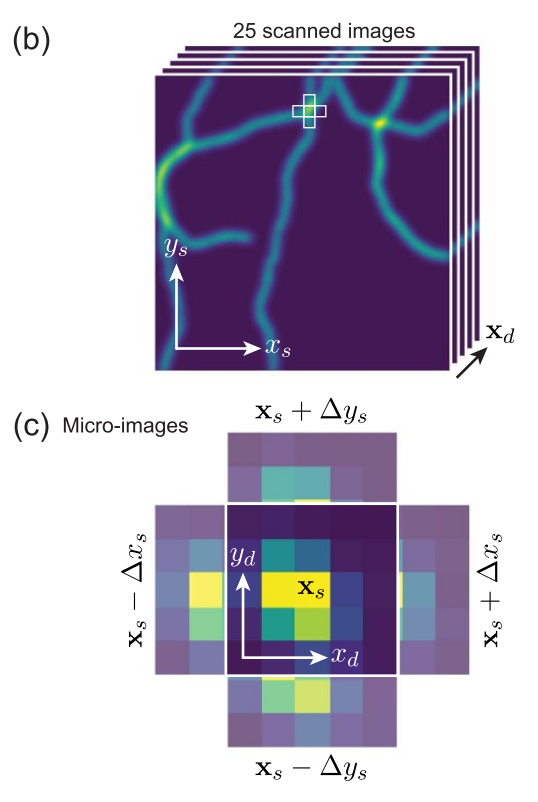 (b)
25 scanned images
y_s
x_s
𝐱_d
(c) Micro-images
𝐱_s + Δy_s
𝐱_s − Δx_s
y_d
𝐱_s
x_d
𝐱_s + Δx_s
𝐱_s − Δy_s